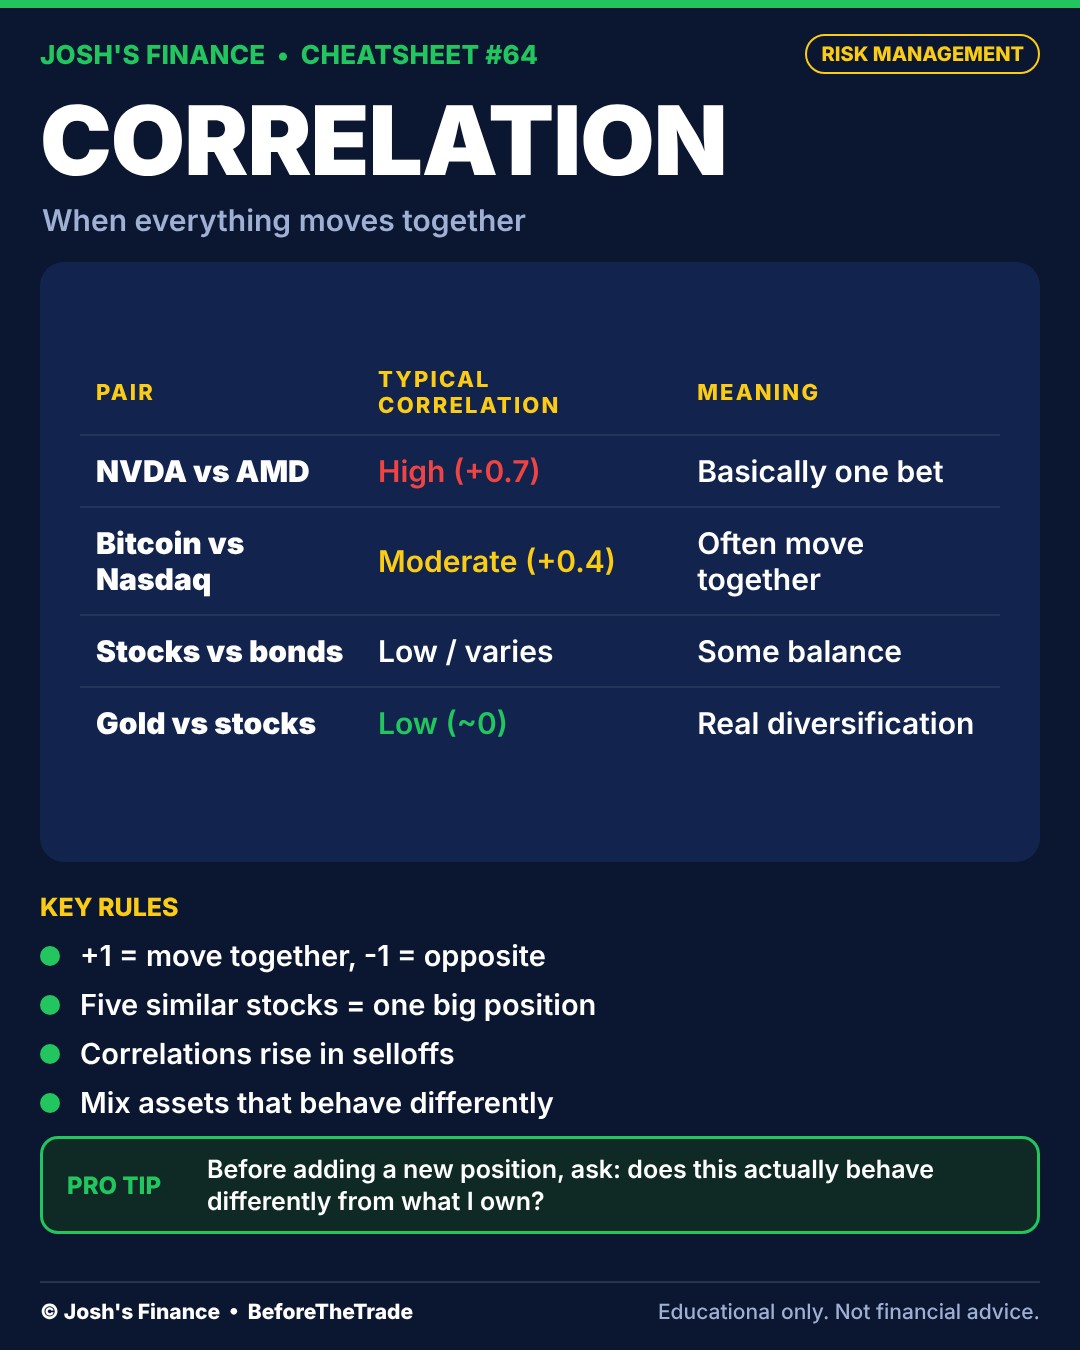 JOSH'S FINANCE • CHEATSHEET #64
RISK MANAGEMENT
CORRELATION
When everything moves together
PAIR
TYPICAL
CORRELATION
MEANING
NVDA vs AMD
High (+0.7)
Basically one bet
Bitcoin vs
Nasdaq
Moderate (+0.4)
Often move
together
Stocks vs bonds
Low / varies
Some balance
Gold vs stocks
Low (~0)
Real diversification
KEY RULES
+1 = move together, -1 = opposite
Five similar stocks = one big position
Correlations rise in selloffs
Mix assets that behave differently
PRO TIP
Before adding a new position, ask: does this actually behave
differently from what I own?
© Josh's Finance • BeforeTheTrade
Educational only. Not financial advice.